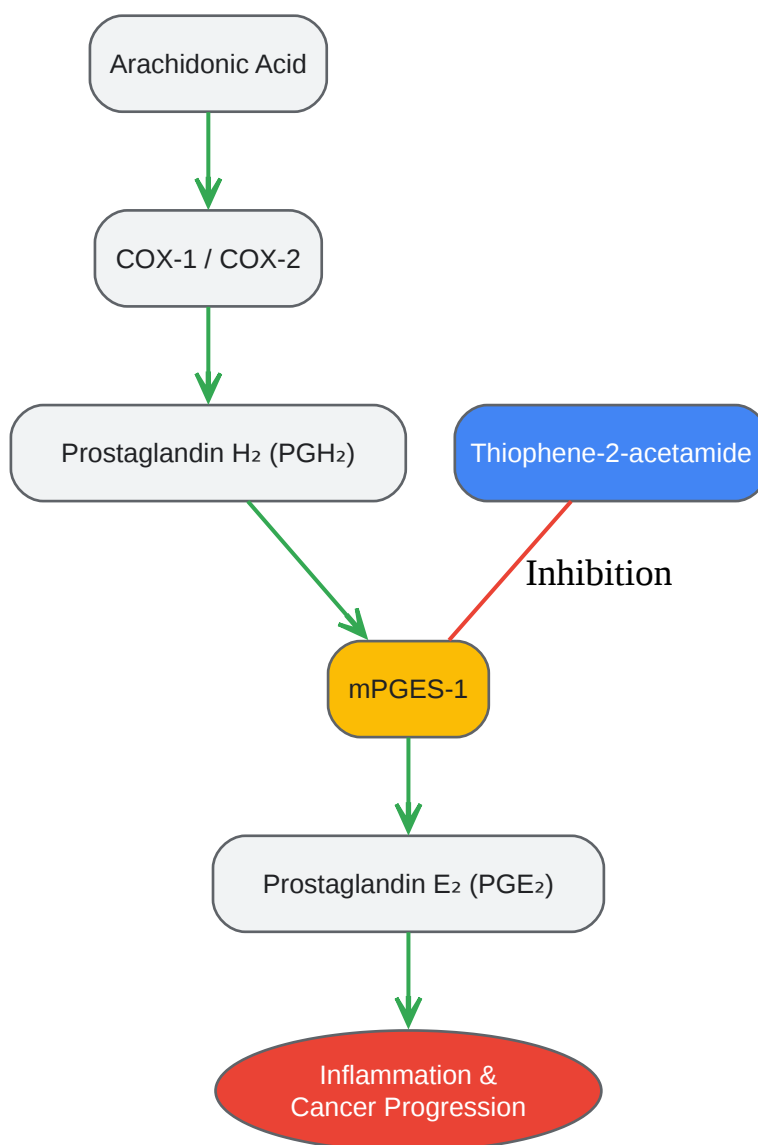 Arachidonic Acid
COX-1 / COX-2
Prostaglandin H₂ (PGH₂)
Thiophene-2-acetamide
Inhibition
mPGES-1
Prostaglandin E₂ (PGE₂)
Inflammation &
Cancer Progression